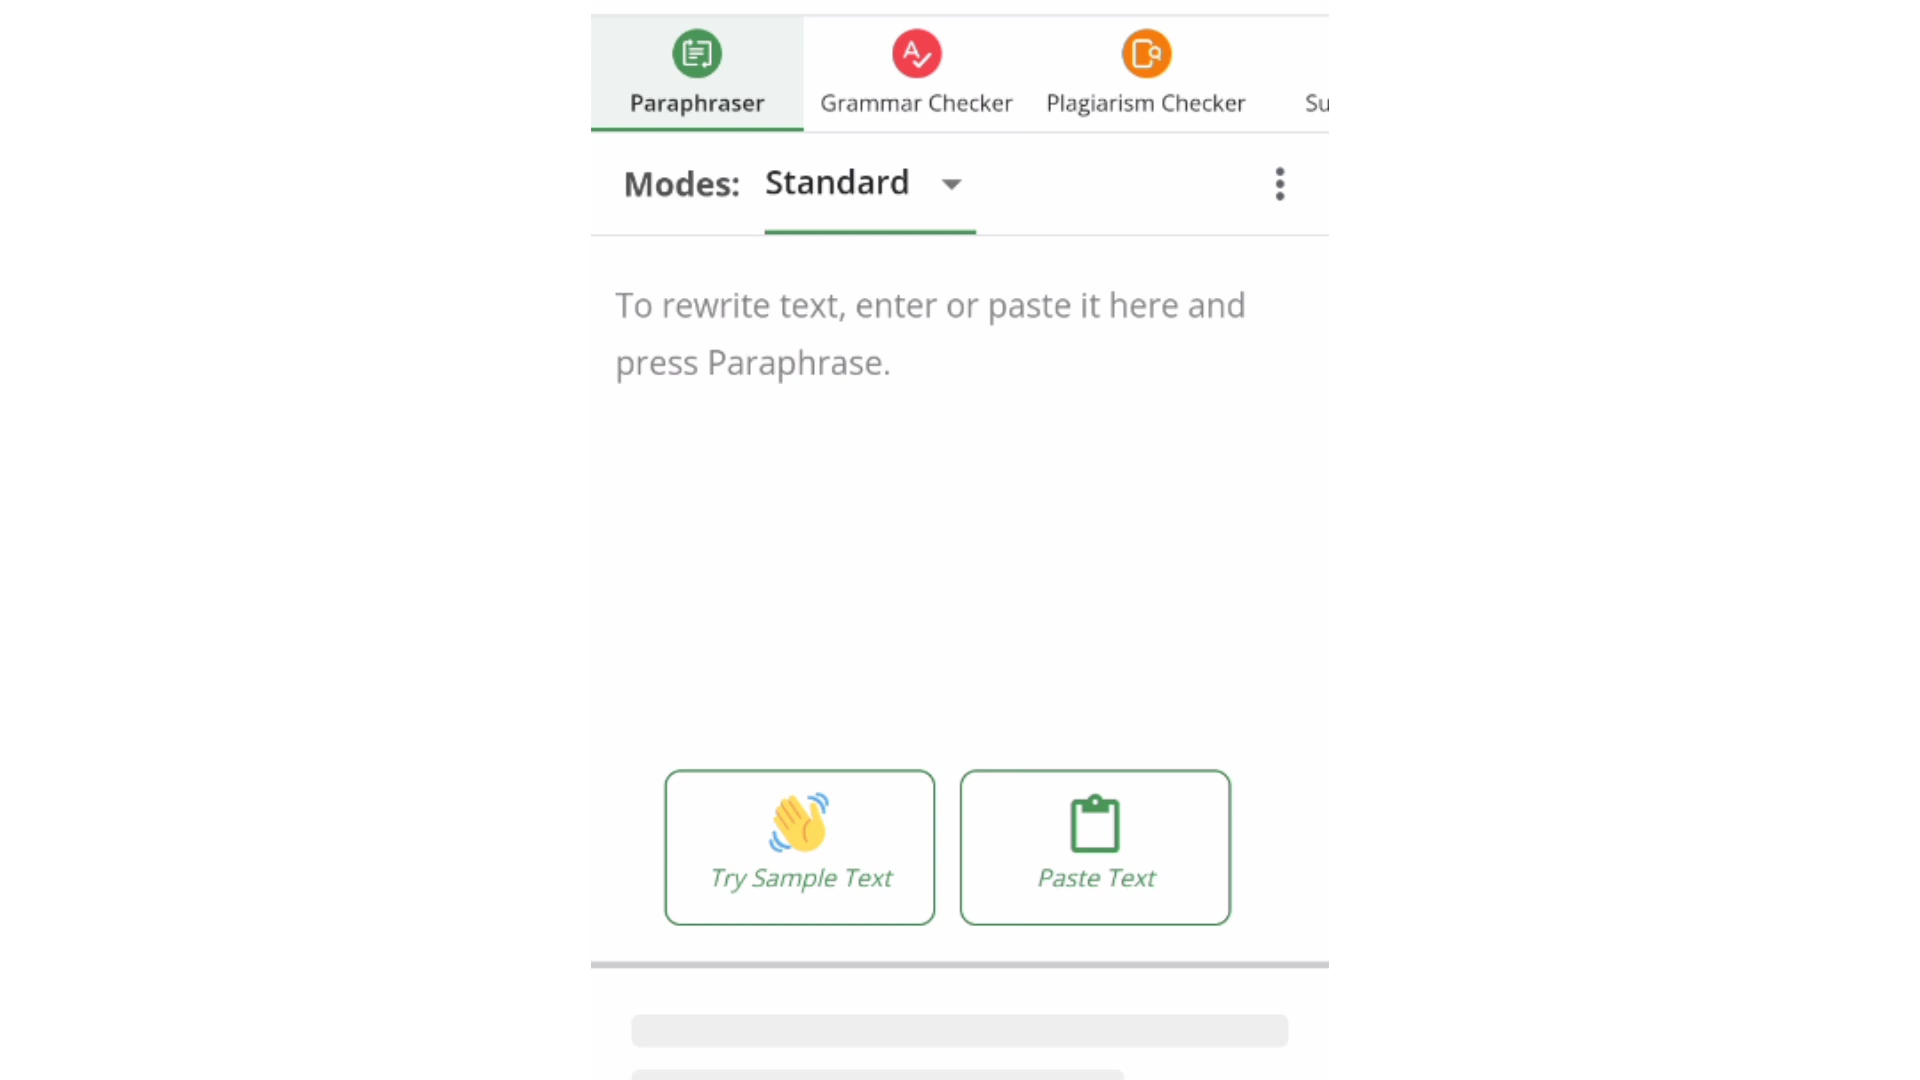 Paraphraser Grammar Checker Plagiarism Checker Su
Modes: Standard
To rewrite text, enter or paste it here and
press Paraphrase.
Try Sample Text Paste Text